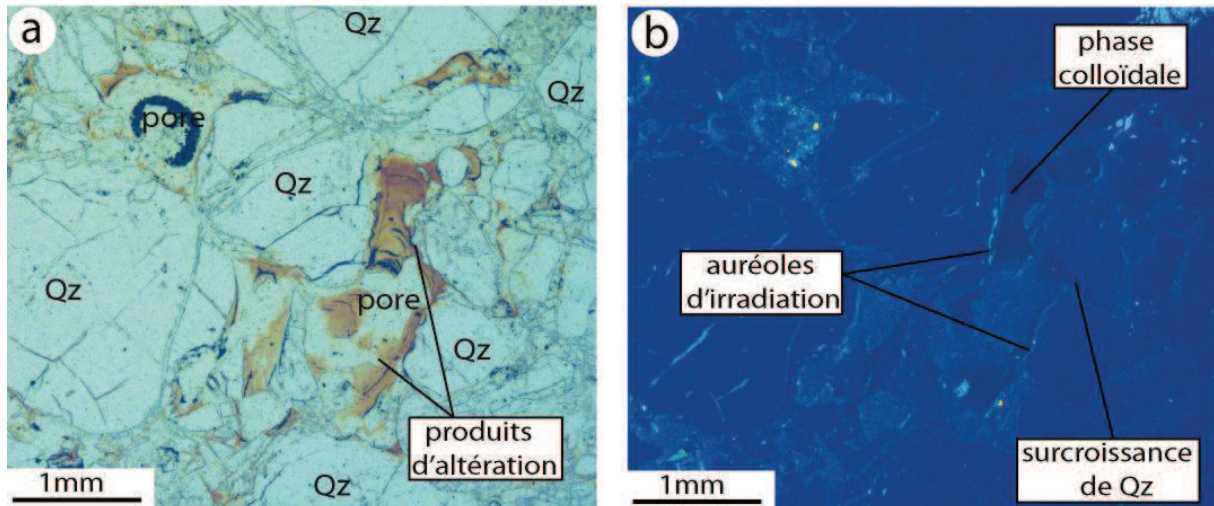 a
Qz
Qz
pore
Qz
Qz
pore
Qz
produits
d'altération
Qz
1mm
b
phase
colloïdale
auréoles
d'irradiation
surcroissance
de Qz
1mm